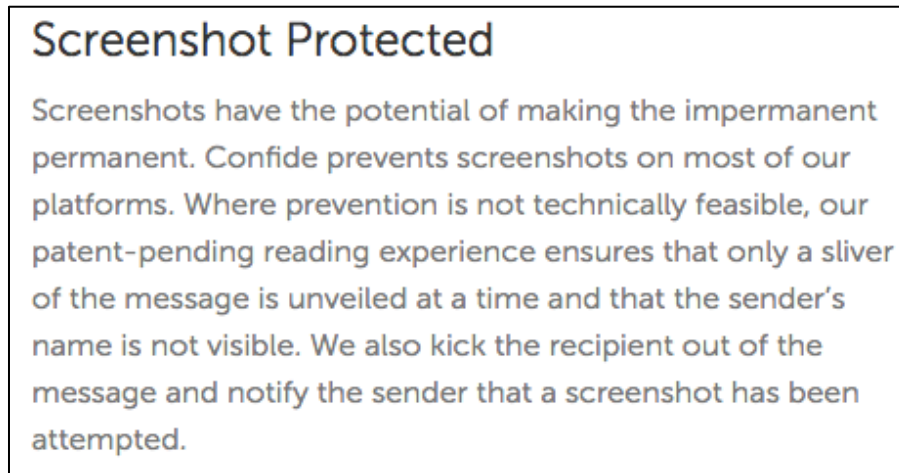 Screenshot Protected
Screenshots have the potential of making the impermanent
permanent. Confide prevents screenshots on most of our
platforms. Where prevention is not technically feasible, our
patent-pending reading experience ensures that only a sliver
of the message is unveiled at a time and that the sender’s
name is not visible. We also kick the recipient out of the
message and notify the sender that a screenshot has been
attempted.